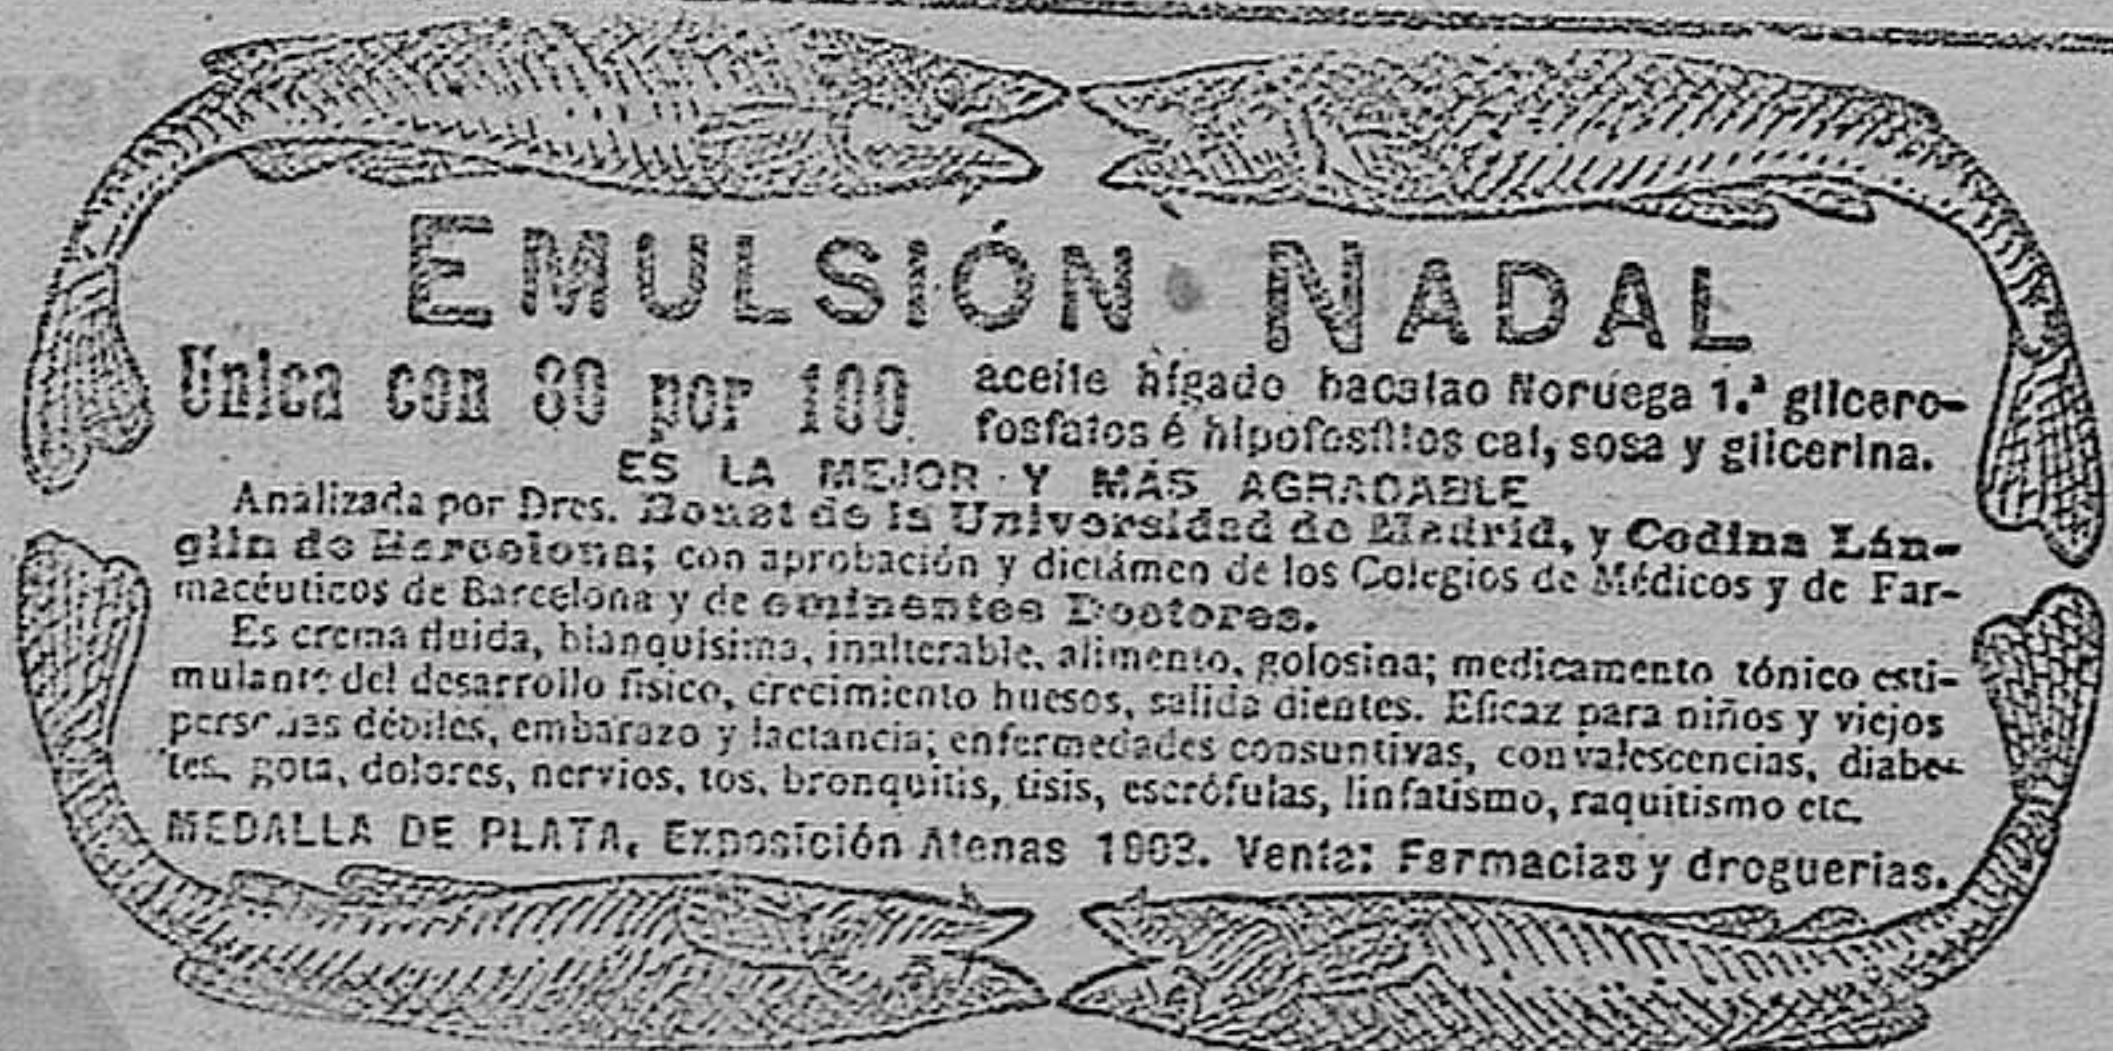 EMULSIÓN NADAL
Unica con 80 por 100 aceite hígado bacalao Noruega 1.ª glicero-
fosfatos é hipofosfitos cal, sosa y glicerina.
ES LA MEJOR Y MÁS AGRADABLE
Analizada por Dres. Bonet de la Universidad de Madrid, y Codina Lán-
glin de Barcelona; con aprobación y dictámen de los Colegios de Médicos y de Far-
macéuticos de Barcelona y de eminentes Doctores.
Es crema fluida, blanquísima, inalterable, alimento, golosina; medicamento tónico esti-
mulante del desarrollo físico, crecimiento huesos, salida dientes. Eficaz para niños y viejos
personas débiles, embarazo y lactancia; enfermedades consuntivas, convalescencias, diabe-
tes, gota, dolores, nervios, tos, bronquitis, tisis, escrófulas, linfatismo, raquitismo etc.
MEDALLA DE PLATA, Exposición Atenas 1903. Venta: Farmacias y droguerias.